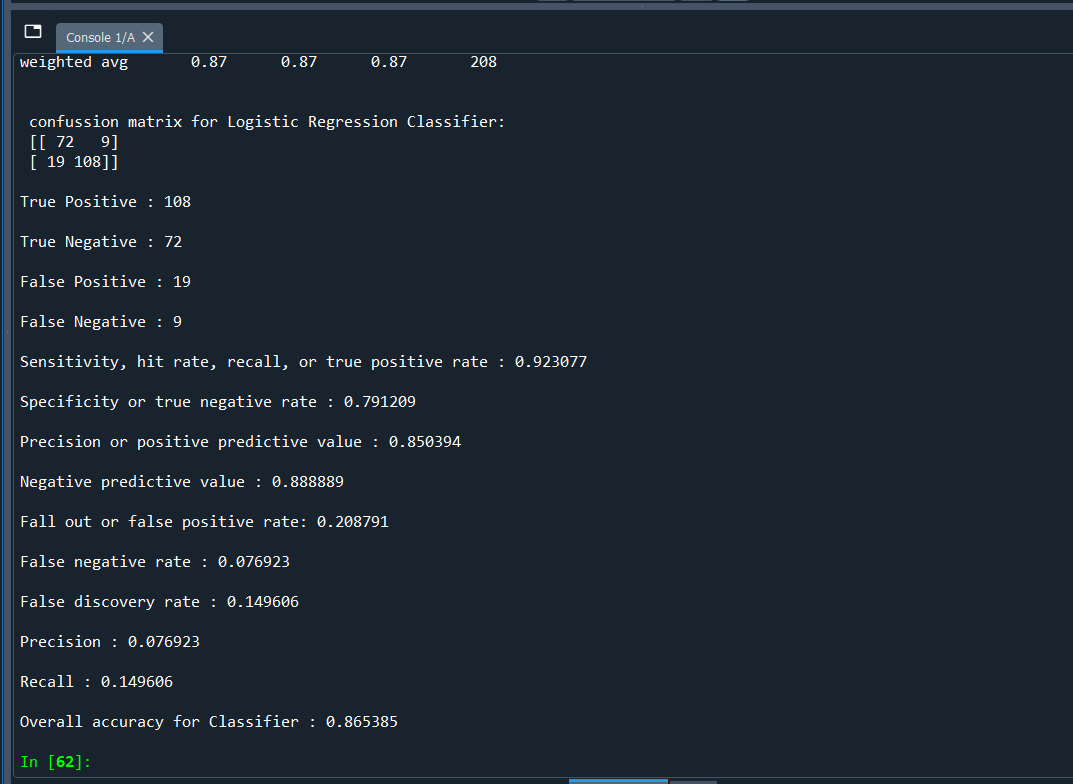 Console 1/A
weighted avg 0.87 0.87 0.87 208
confussion matrix for Logistic Regression Classifier:
[[ 72 9]
[ 19 108]]
True Positive : 108
True Negative : 72
False Positive : 19
False Negative : 9
Sensitivity, hit rate, recall, or true positive rate : 0.923077
Specificity or true negative rate : 0.791209
Precision or positive predictive value : 0.850394
Negative predictive value : 0.888889
Fall out or false positive rate: 0.208791
False negative rate : 0.076923
False discovery rate : 0.149606
Precision : 0.076923
Recall : 0.149606
Overall accuracy for Classifier : 0.865385
In [62]: